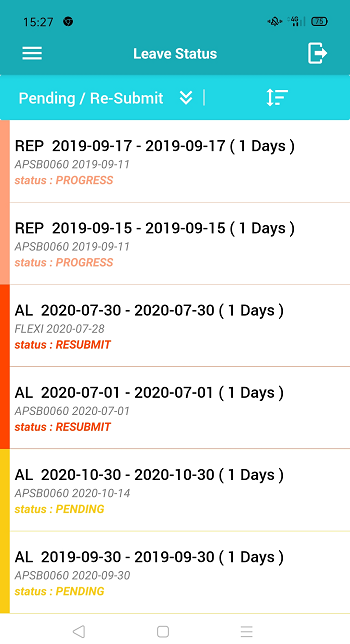 15:27
4G
75
Leave Status
Pending / Re-Submit
REP 2019-09-17 - 2019-09-17 ( 1 Days )
APSB0060 2019-09-11
status : PROGRESS
REP 2019-09-15 - 2019-09-15 ( 1 Days )
APSB0060 2019-09-11
status : PROGRESS
AL 2020-07-30 - 2020-07-30 ( 1 Days )
FLEXI 2020-07-28
status : RESUBMIT
AL 2020-07-01 - 2020-07-01 ( 1 Days )
APSB0060 2020-07-01
status : RESUBMIT
AL 2020-10-30 - 2020-10-30 ( 1 Days )
APSB0060 2020-10-14
status : PENDING
AL 2019-09-30 - 2019-09-30 ( 1 Days )
APSB0060 2020-09-30
status : PENDING